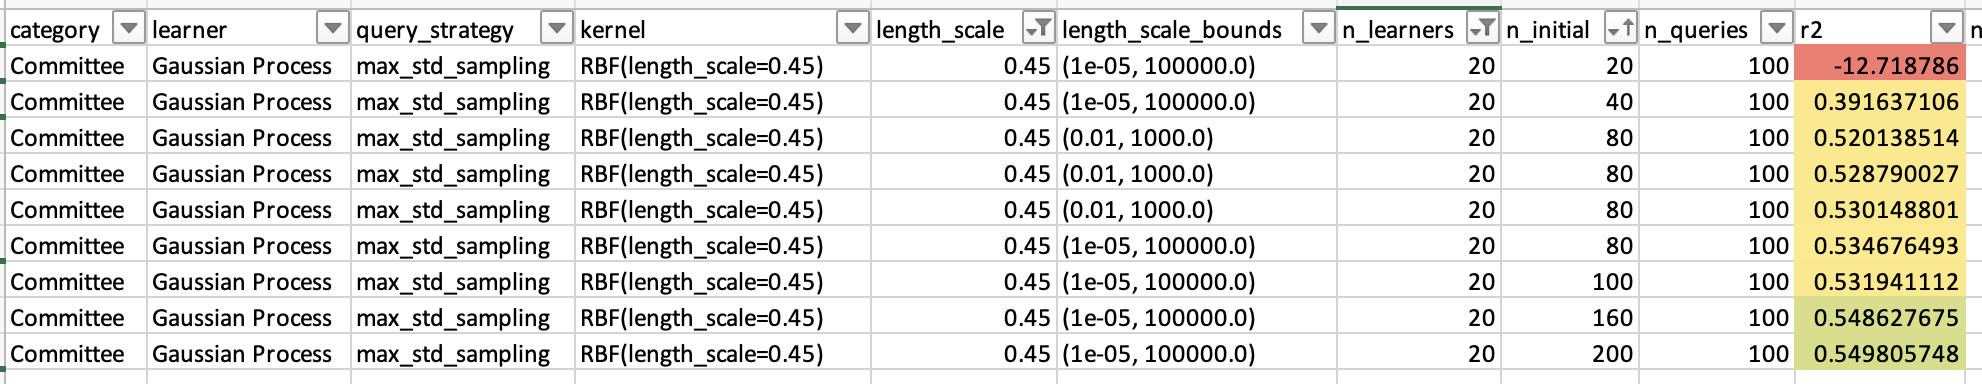 category learner query_strategy kernel length_scale length_scale_bounds n_learners n_initial n_queries r2 n
Committee Gaussian Process max_std_sampling RBF(length_scale=0.45) 0.45 (1e-05, 100000.0) 20 20 100 -12.718786
Committee Gaussian Process max_std_sampling RBF(length_scale=0.45) 0.45 (1e-05, 100000.0) 20 40 100 0.391637106
Committee Gaussian Process max_std_sampling RBF(length_scale=0.45) 0.45 (0.01, 1000.0) 20 80 100 0.520138514
Committee Gaussian Process max_std_sampling RBF(length_scale=0.45) 0.45 (0.01, 1000.0) 20 80 100 0.528790027
Committee Gaussian Process max_std_sampling RBF(length_scale=0.45) 0.45 (0.01, 1000.0) 20 80 100 0.530148801
Committee Gaussian Process max_std_sampling RBF(length_scale=0.45) 0.45 (1e-05, 100000.0) 20 80 100 0.534676493
Committee Gaussian Process max_std_sampling RBF(length_scale=0.45) 0.45 (1e-05, 100000.0) 20 100 100 0.531941112
Committee Gaussian Process max_std_sampling RBF(length_scale=0.45) 0.45 (1e-05, 100000.0) 20 160 100 0.548627675
Committee Gaussian Process max_std_sampling RBF(length_scale=0.45) 0.45 (1e-05, 100000.0) 20 200 100 0.549805748